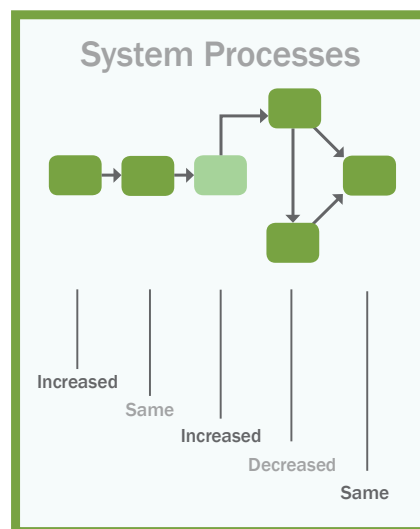 System Processes
Increased
Same
Increased
Decreased
Same